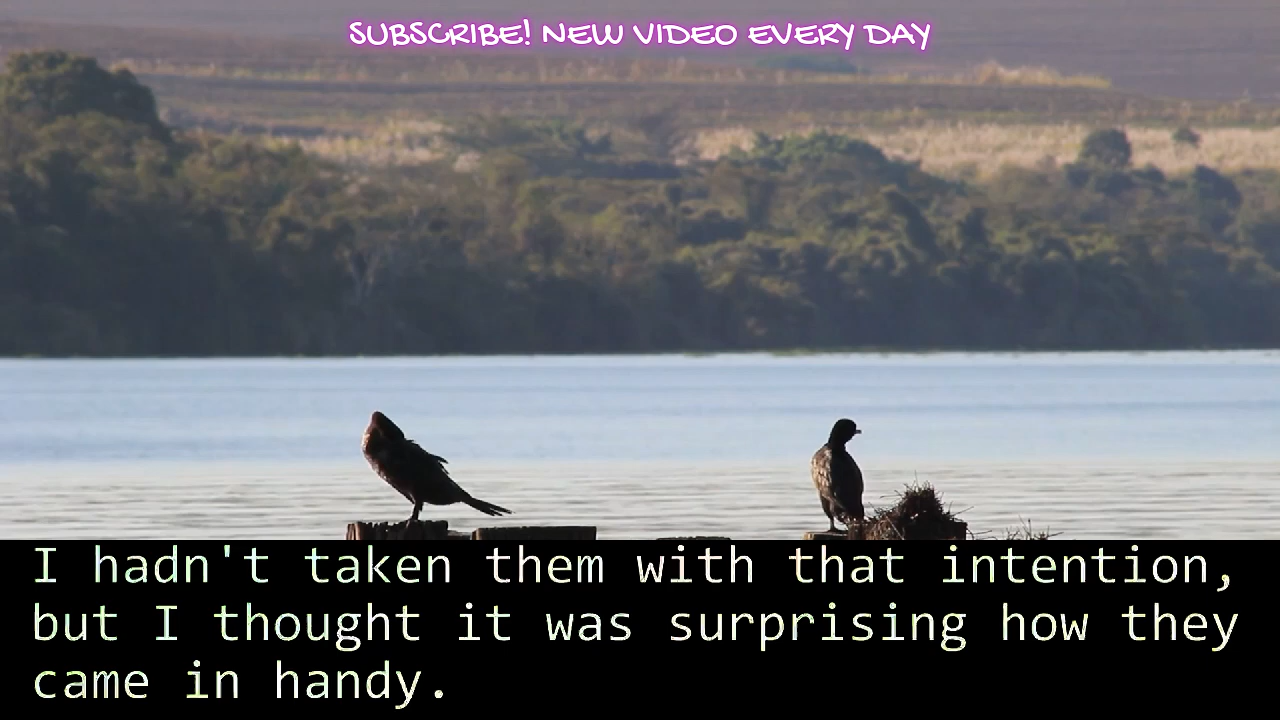 SUBSCRIBE! NEW VIDEO EVERY DAY
I hadn't taken them with that intention,
but I thought it was surprising how they
came in handy.